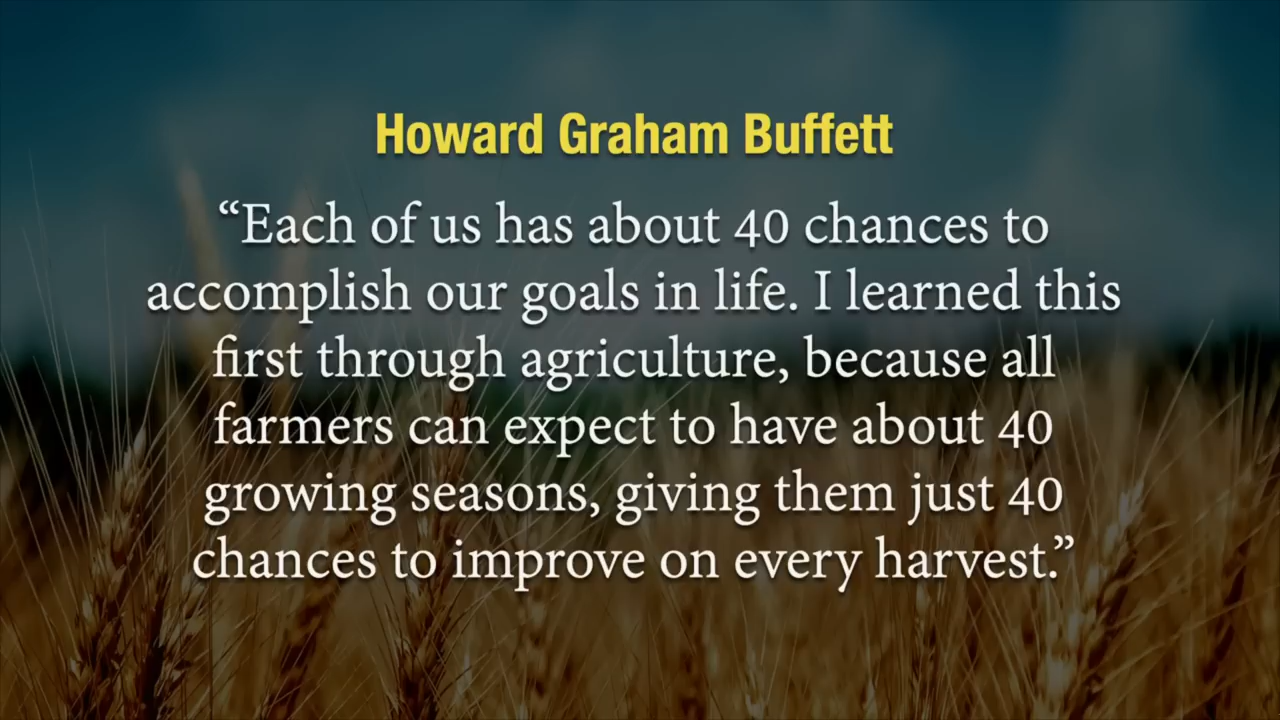 Howard Graham Buffett
“Each of us has about 40 chances to
accomplish our goals in life. I learned this
first through agriculture, because all
farmers can expect to have about 40
growing seasons, giving them just 40
chances to improve on every harvest.”